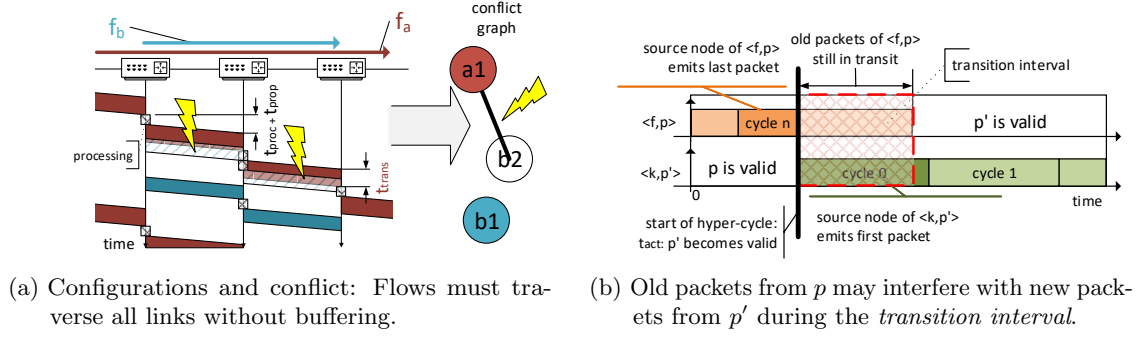 f_b
f_a
conflict
graph
a1
b2
b1
t_proc + t_prop
processing
t_trans
time
(a) Configurations and conflict: Flows must tra-
verse all links without buffering.
source node of <f,p>
emits last packet
old packets of <f,p>
still in transit
transition interval
<f,p>
cycle n
p' is valid
<k,p'>
p is valid
cycle 0
cycle 1
0
time
start of hyper-cycle:
tact: p' becomes valid
source node of <k,p'>
emits first packet
(b) Old packets from p may interfere with new pack-
ets from p′ during the transition interval.